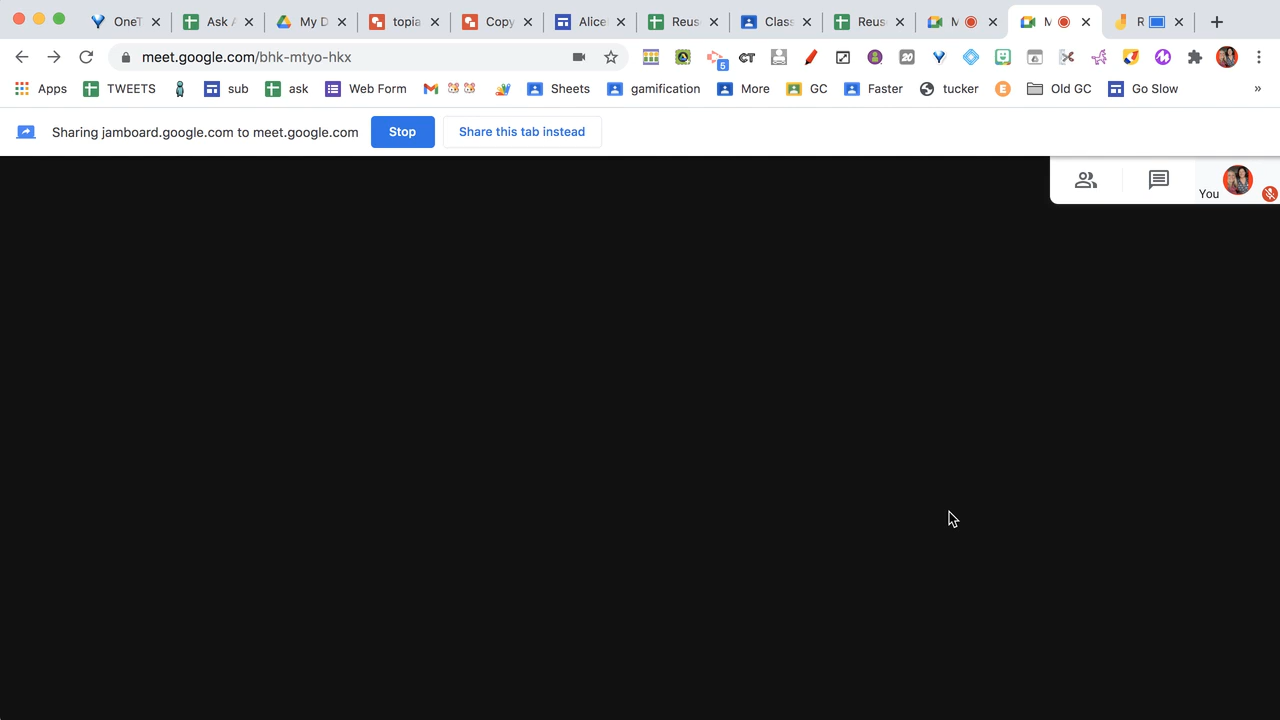 OneT Ask A My D topia Copy Alice Reus Class Reus M M R
meet.google.com/bhk-mtyo-hkx 5 CT 20
Apps TWEETS sub ask Web Form Sheets gamification More GC Faster tucker E Old GC Go Slow »
Sharing jamboard.google.com to meet.google.com Stop Share this tab instead
You